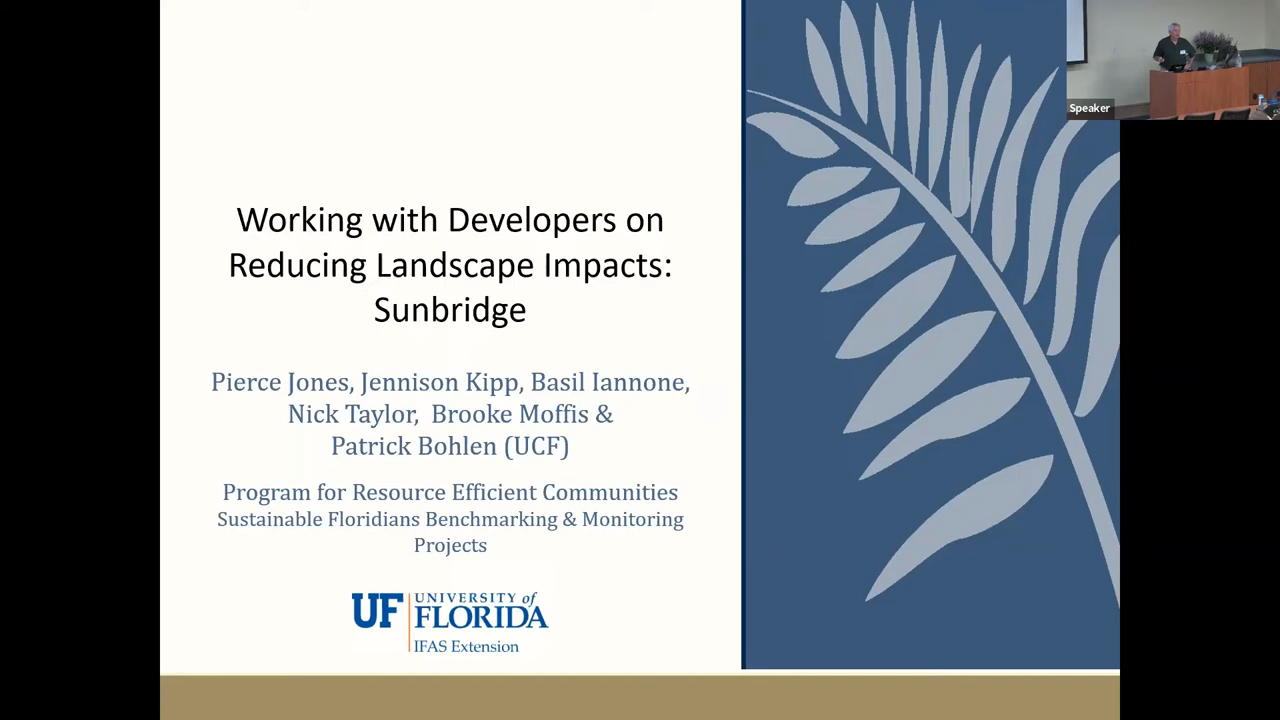 Working with Developers on
Reducing Landscape Impacts:
Sunbridge
Pierce Jones, Jennison Kipp, Basil Iannone,
Nick Taylor, Brooke Moffis &
Patrick Bohlen (UCF)
Program for Resource Efficient Communities
Sustainable Floridians Benchmarking & Monitoring
Projects
UF UNIVERSITY of
FLORIDA
IFAS Extension
Speaker